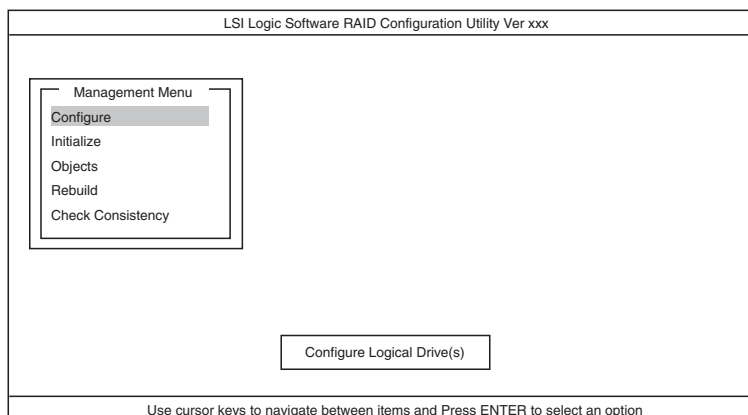 LSI Logic Software RAID Configuration Utility Ver xxx
Management Menu
Configure
Initialize
Objects
Rebuild
Check Consistency
Configure Logical Drive(s)
Use cursor keys to navigate between items and Press ENTER to select an option